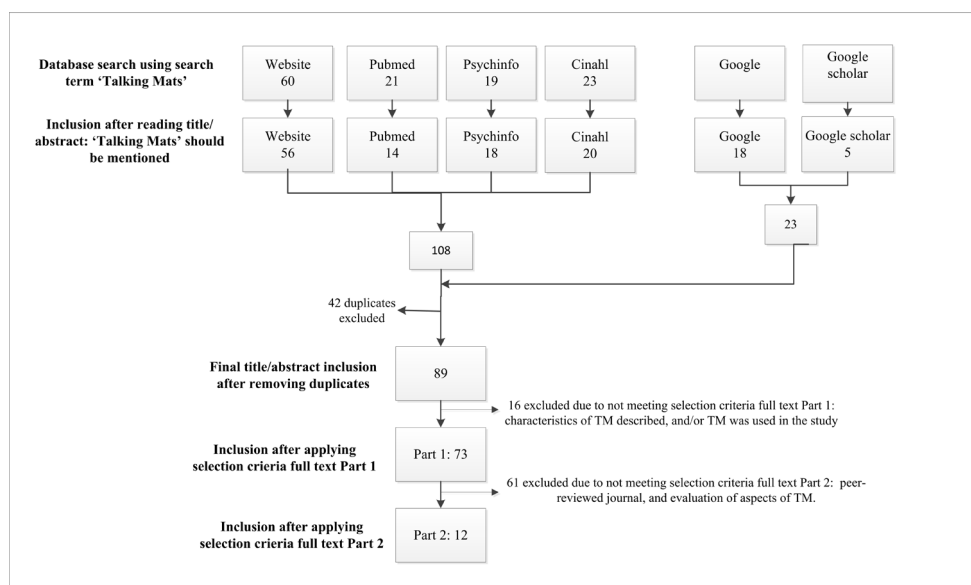 Database search using search
term ‘Talking Mats’
Website
60
Pubmed
21
Psychinfo
19
Cinahl
23
Google
Google
scholar
Inclusion after reading title/
abstract: ‘Talking Mats’ should
be mentioned
Website
56
Pubmed
14
Psychinfo
18
Cinahl
20
Google
18
Google scholar
5
108
23
42 duplicates
excluded
Final title/abstract inclusion
after removing duplicates
89
16 excluded due to not meeting selection criteria full text Part 1:
characteristics of TM described, and/or TM was used in the study
Inclusion after applying
selection crieria full text Part 1
Part 1: 73
61 excluded due to not meeting selection criteria full text Part 2: peer-
reviewed journal, and evaluation of aspects of TM.
Inclusion after applying
selection crieria full text Part 2
Part 2: 12